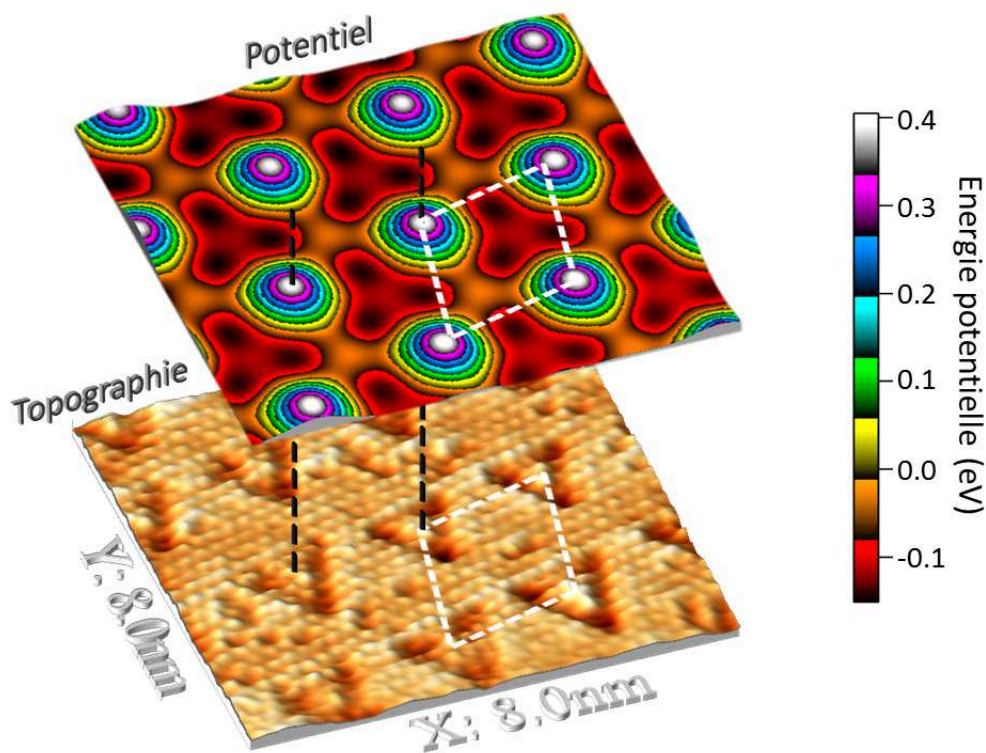 Potentiel
0.4
0.3
0.2
0.1
0.0
-0.1
Energie potentielle (eV)
Topographie
Y: 8.0nm
X: 8.0nm